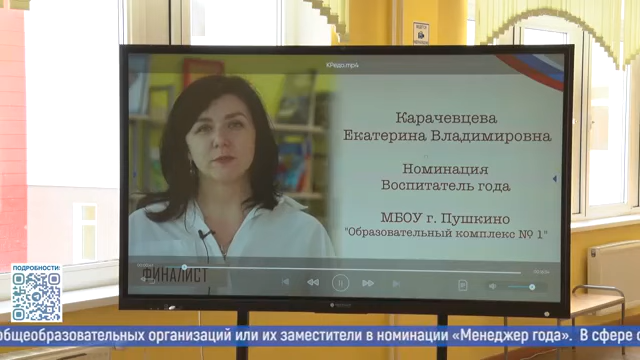 КРедо.mp4
Карачевцева
Екатерина Владимировна
Номинация
Воспитатель года
МБОУ г. Пушкино
"Образовательный комплекс № 1"
ФИНАЛИСТ
ПОДРОБНОСТИ:
общеобразовательных организаций или их заместители в номинации «Менеджер года». В сфере